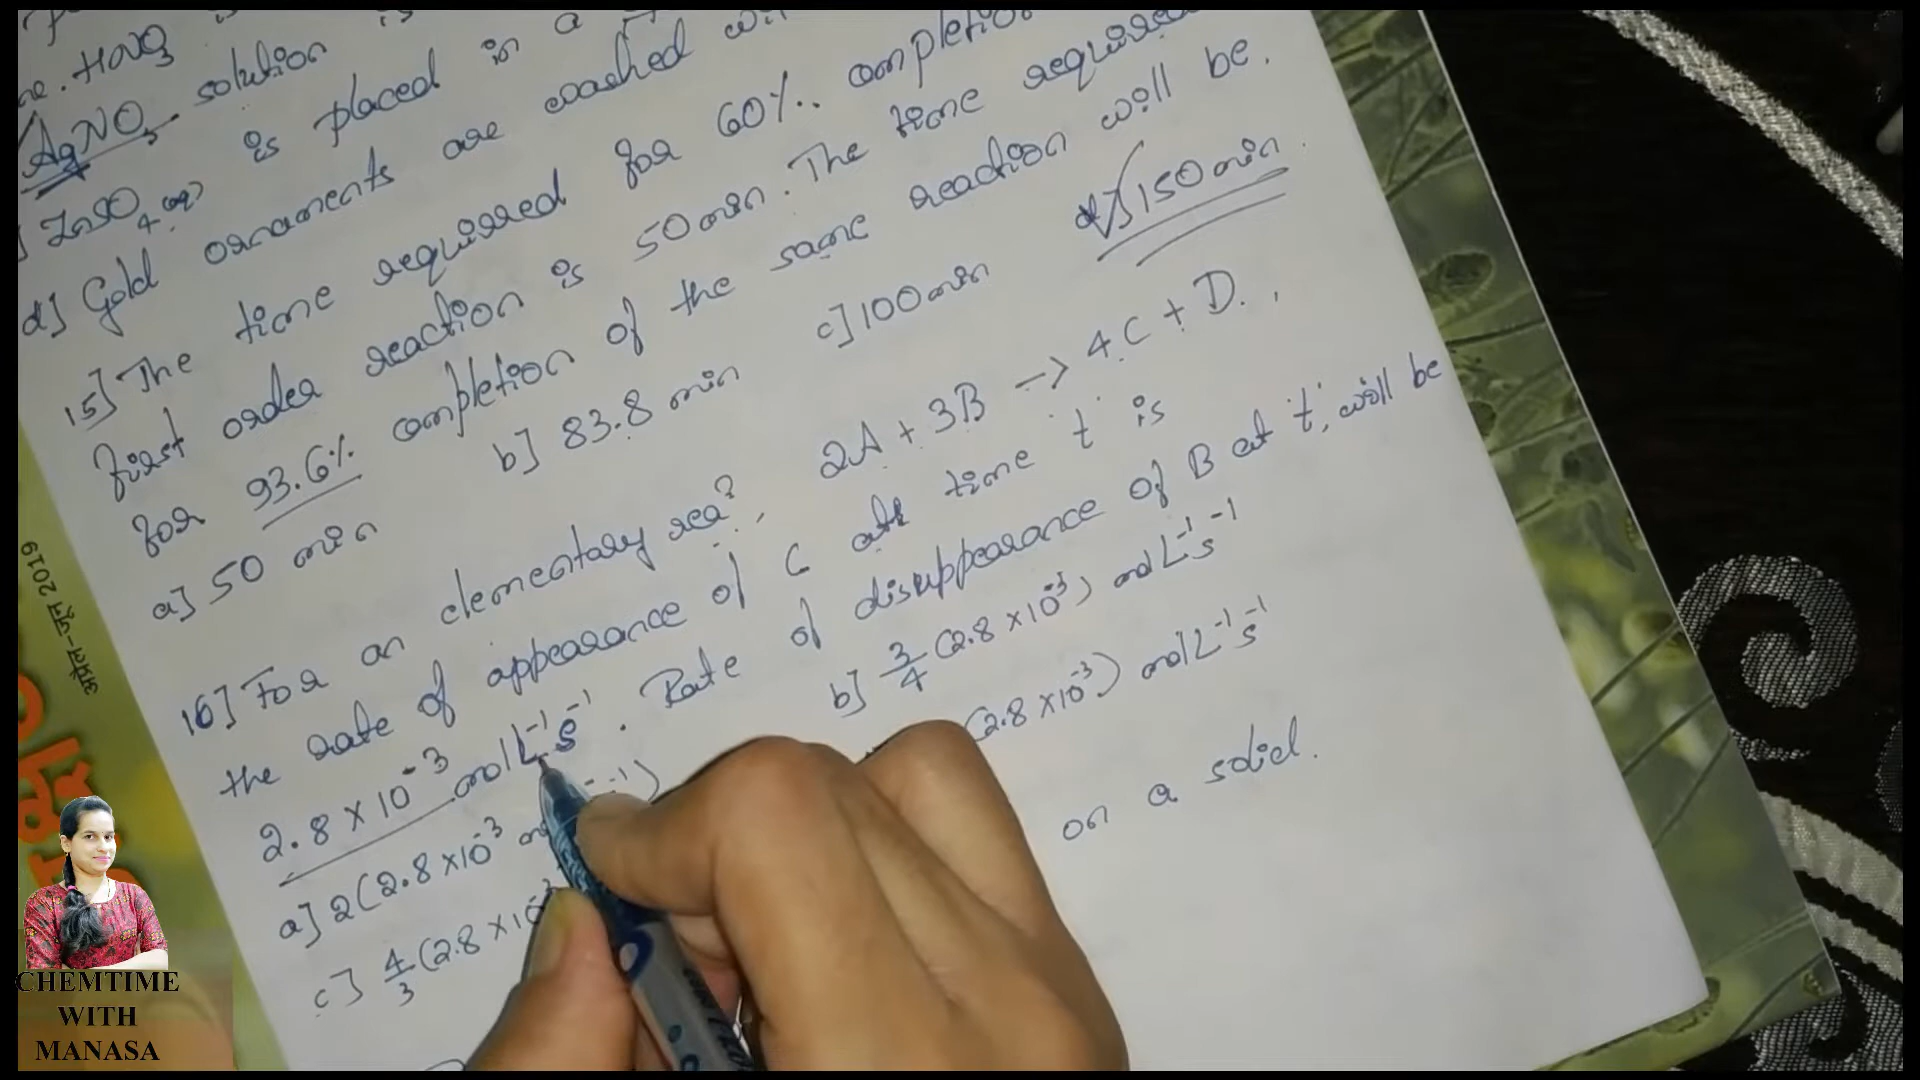 HNO3
AgNO3 solution
ZnSO4(aq) is placed in a
d] Gold ornaments are washed
15] The time required for 60%. completion
first order reaction is 50 min. The time required
for 93.6% completion of the same reaction will be.
a] 50 min b] 83.8 min c] 100 min d] 150 min.
16] For an elementary rea?, 2A + 3B → 4C + D.,
the rate of appearance of C at time 't' is
2.8 × 10-3 mol L-1 s-1. Rate of disappearance of B at 't', will be
a] 2(2.8 × 10-3 b] 3/4 (2.8 × 10-3) mol L-1 s-1
c] 4/3 (2.8 × 10-3 (2.8 × 10-3) mol L-1 s-1
on a solid.
अप्रैल-जून 2019
CHEMTIME
WITH
MANASA